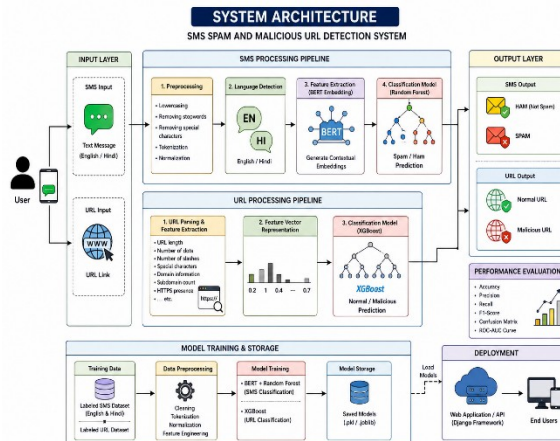 SYSTEM ARCHITECTURE
SMS SPAM AND MALICIOUS URL DETECTION SYSTEM
INPUT LAYER
SMS Input
Text Message
(English / Hindi)
User
URL Input
WWW
URL Link
SMS PROCESSING PIPELINE
1. Preprocessing
• Lowercasing
• Removing stopwords
• Removing special
characters
• Tokenization
• Normalization
2. Language Detection
EN
HI
English / Hindi
3. Feature Extraction
(BERT Embedding)
BERT
Generate Contextual
Embeddings
4. Classification Model
(Random Forest)
Spam / Ham
Prediction
URL PROCESSING PIPELINE
1. URL Parsing &
Feature Extraction
• URL length
• Number of dots
• Number of slashes
• Special characters
• Domain information
• Subdomain count
• HTTPS presence
• ... etc.
https://
2. Feature Vector
Representation
0.2 1 0.4 ... 0.7
3. Classification Model
(XGBoost)
XGBoost
Normal / Malicious
Prediction
OUTPUT LAYER
SMS Output
HAM (Not Spam)
SPAM
URL Output
Normal URL
Malicious URL
PERFORMANCE EVALUATION
• Accuracy
• Precision
• Recall
• F1-Score
• Confusion Matrix
• ROC-AUC Curve
MODEL TRAINING & STORAGE
Training Data
Labeled SMS Dataset
(English & Hindi)
Labeled URL Dataset
Data Preprocessing
Cleaning
Tokenization
Normalization
Feature Engineering
Model Training
• BERT + Random Forest
(SMS Classification)
• XGBoost
(URL Classification)
Model Storage
Saved Models
(.pkl / .joblib)
Load
Models
DEPLOYMENT
Web Application / API
(Django Framework)
End Users